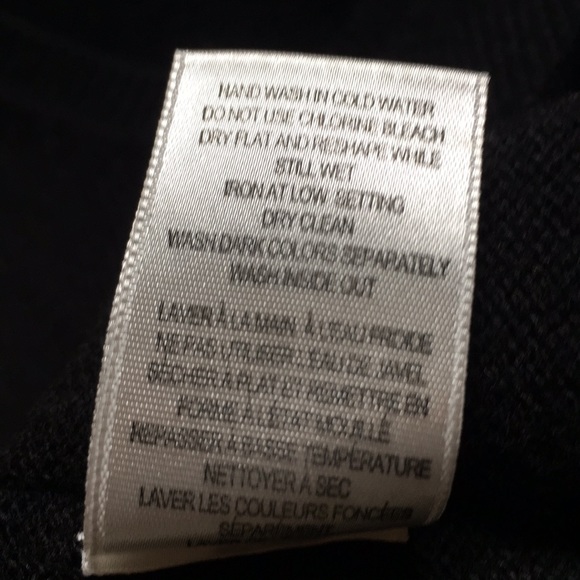 HAND WASH IN COLD WATER
DO NOT USE CHLORINE BLEACH
DRY FLAT AND RESHAPE WHILE
STILL WET
IRON AT LOW SETTING
DRY CLEAN
WASH DARK COLORS SEPARATELY
WASH INSIDE OUT
LAVER À LA MAIN À L'EAU FROIDE
NE PAS UTILISER L'EAU DE JAVEL
SÉCHER À PLAT ET REMETTRE EN
FORME À L'ÉTAT MOUILLÉ
REPASSER À BASSE TEMPÉRATURE
NETTOYER À SEC
LAVER LES COULEURS FONCÉES
SÉPARÉMENT